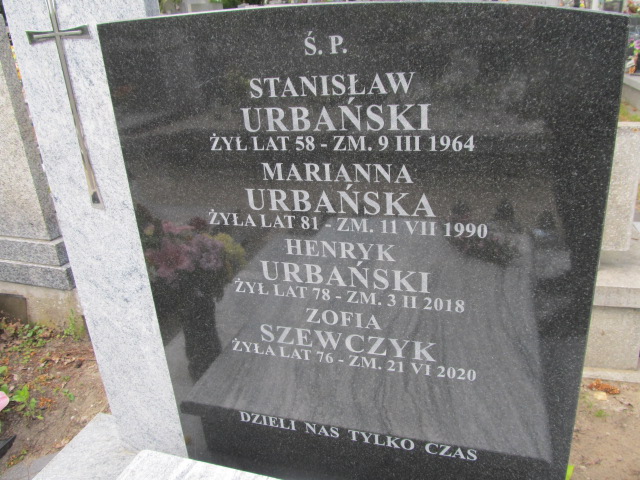 Ś. P.
STANISŁAW
URBAŃSKI
ŻYŁ LAT 58 - ZM. 9 III 1964
MARIANNA
URBAŃSKA
ŻYŁA LAT 81 - ZM. 11 VII 1990
HENRYK
URBAŃSKI
ŻYŁ LAT 78 - ZM. 3 II 2018
ZOFIA
SZEWCZYK
ŻYŁA LAT 76 - ZM. 21 VI 2020
DZIELI NAS TYLKO CZAS